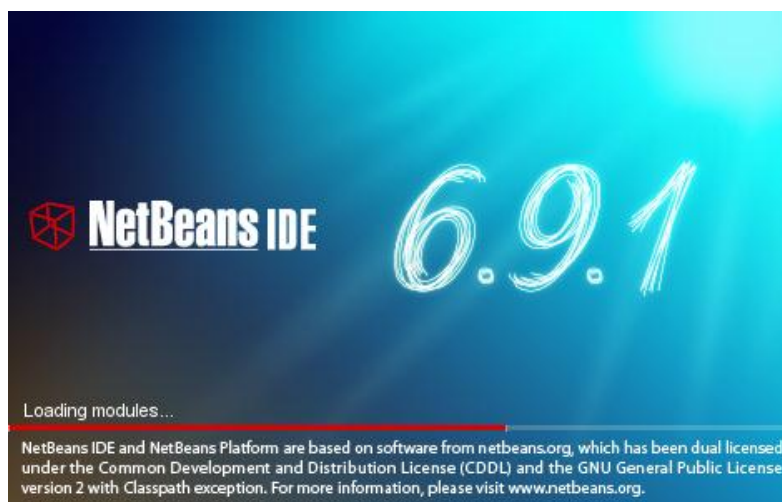 NetBeans IDE
6.9.1
Loading modules...
NetBeans IDE and NetBeans Platform are based on software from netbeans.org, which has been dual licensed
under the Common Development and Distribution License (CDDL) and the GNU General Public License
version 2 with Classpath exception. For more information, please visit www.netbeans.org.